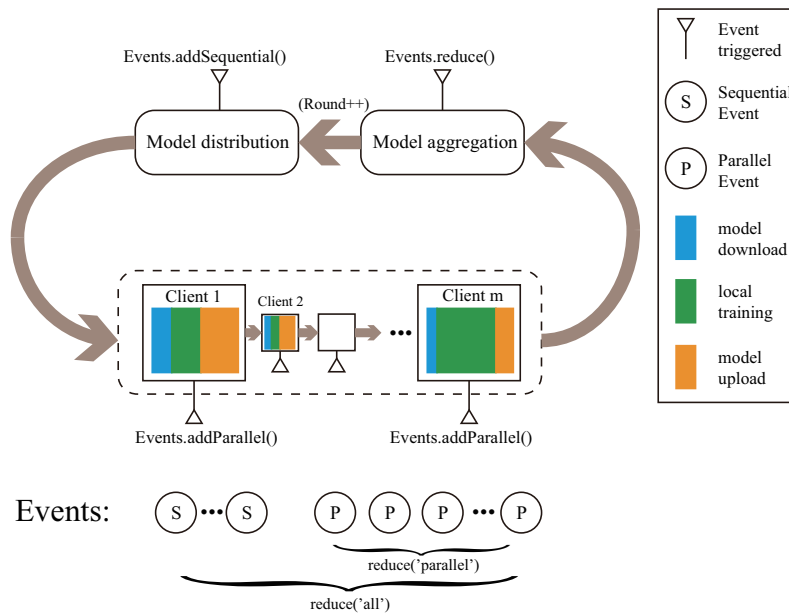 Events.addSequential()
Events.reduce()
(Round++)
Model distribution
Model aggregation
Client 1
Client 2
•••
Client m
Events.addParallel()
Events.addParallel()
Event
triggered
S
Sequential
Event
P
Parallel
Event
model
download
local
training
model
upload
Events:
S ••• S P P P ••• P
reduce('parallel')
reduce('all')